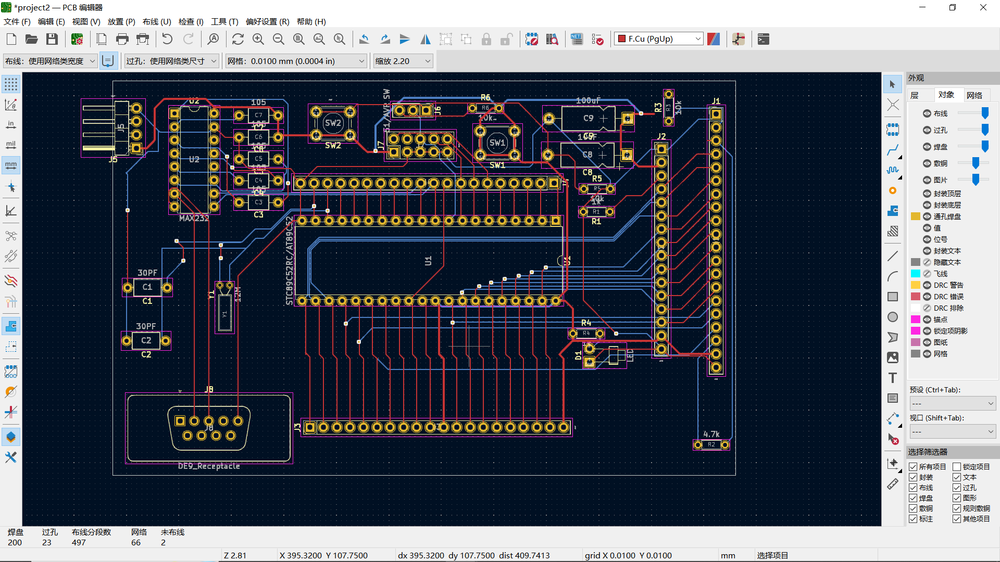 *project2 — PCB 编辑器
文件 (F) 编辑 (E) 视图 (V) 放置 (P) 布线 (U) 检查 (I) 工具 (T) 偏好设置 (R) 帮助 (H)
F.Cu (PgUp)
布线：使用网络类宽度
过孔：使用网络类尺寸
网格：0.0100 mm (0.0004 in)
缩放 2.20
in
mil
mm
NET
外观
层 对象 网络
布线
过孔
焊盘
敷铜
图片
封装顶层
封装底层
通孔焊盘
值
位号
封装文本
隐藏文本
飞线
DRC 警告
DRC 错误
DRC 排除
锚点
锁定项阴影
图纸
网格
预设 (Ctrl+Tab):
---
视口 (Shift+Tab):
---
选择筛选器
所有项目 锁定项目
封装 文本
布线 过孔
焊盘 图形
敷铜 规则敷铜
标注 其他项目
J5
J5
U2
U2
MAX232
105
C7
C6
C5
C4
C3
C3
SW2
SW2
J6
J7
R6
R6
10k
SW1
SW1
100uF
C9
C8
C8
R3
R3
10k
J1
J2
R5
R5
R1
R1
STC89C52RC/AT89C52
U1
30PF
C1
C1
30PF
C2
C2
Y1
Y1
12M
R4
R4
D1
LED
J8
J8
DE9_Receptacle
J3
4.7k
R2
焊盘 过孔 布线分段数 网络 未布线
200 23 497 66 2
Z 2.81
X 395.3200 Y 107.7500
dx 395.3200 dy 107.7500 dist 409.7413
grid X 0.0100 Y 0.0100
mm
选择项目